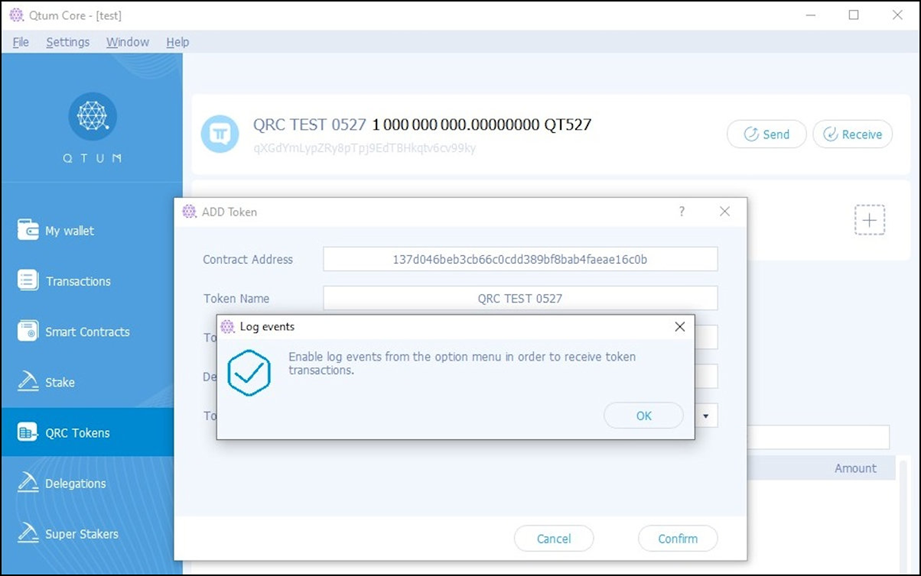 Qtum Core - [test]
File Settings Window Help
QTUM
My wallet
Transactions
Smart Contracts
Stake
QRC Tokens
Delegations
Super Stakers
QRC TEST 0527 1 000 000 000.00000000 QT527
qXGdYmLypZRy8pTpj9EdTBHkqtv6cv99ky
Send
Receive
ADD Token
?
Contract Address
137d046beb3cb66c0cdd389bf8bab4faeae16c0b
Token Name
QRC TEST 0527
To
De
To
Log events
Enable log events from the option menu in order to receive token
transactions.
OK
Cancel
Confirm
Amount